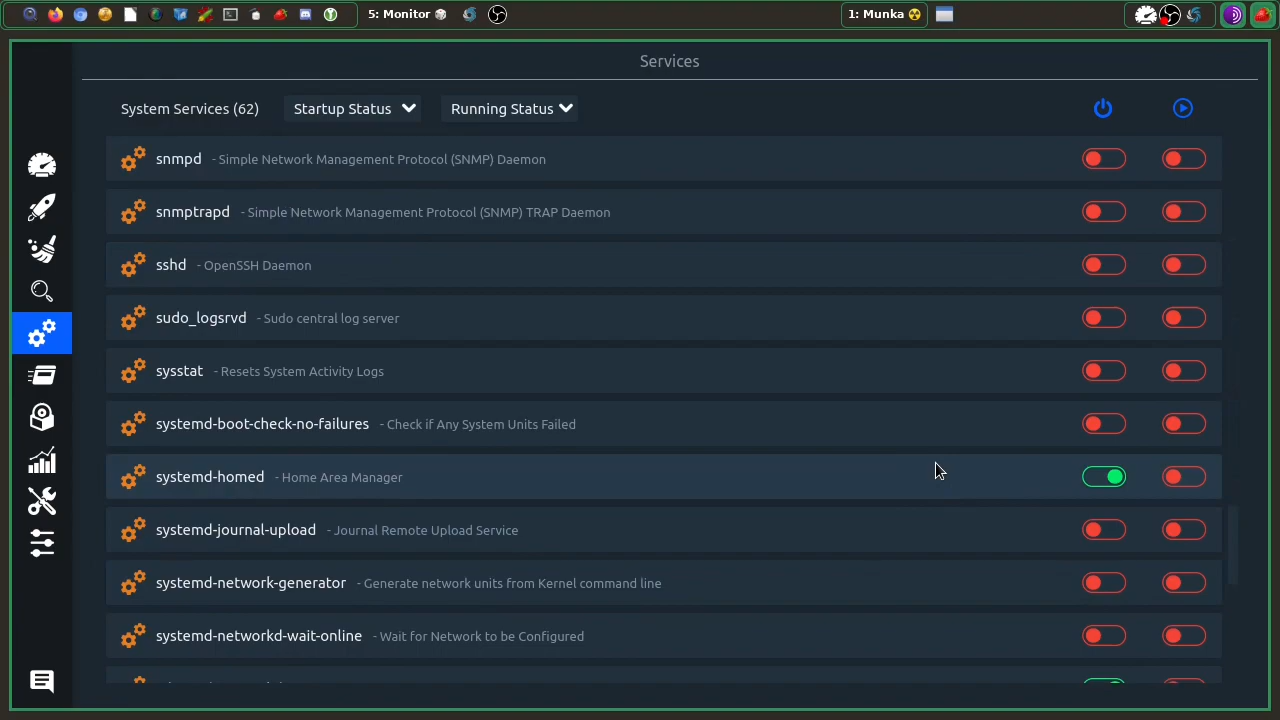 5: Monitor
1: Munka
Services
System Services (62)
Startup Status
Running Status
snmpd - Simple Network Management Protocol (SNMP) Daemon
snmptrapd - Simple Network Management Protocol (SNMP) TRAP Daemon
sshd - OpenSSH Daemon
sudo_logsrvd - Sudo central log server
sysstat - Resets System Activity Logs
systemd-boot-check-no-failures - Check if Any System Units Failed
systemd-homed - Home Area Manager
systemd-journal-upload - Journal Remote Upload Service
systemd-network-generator - Generate network units from Kernel command line
systemd-networkd-wait-online - Wait for Network to be Configured